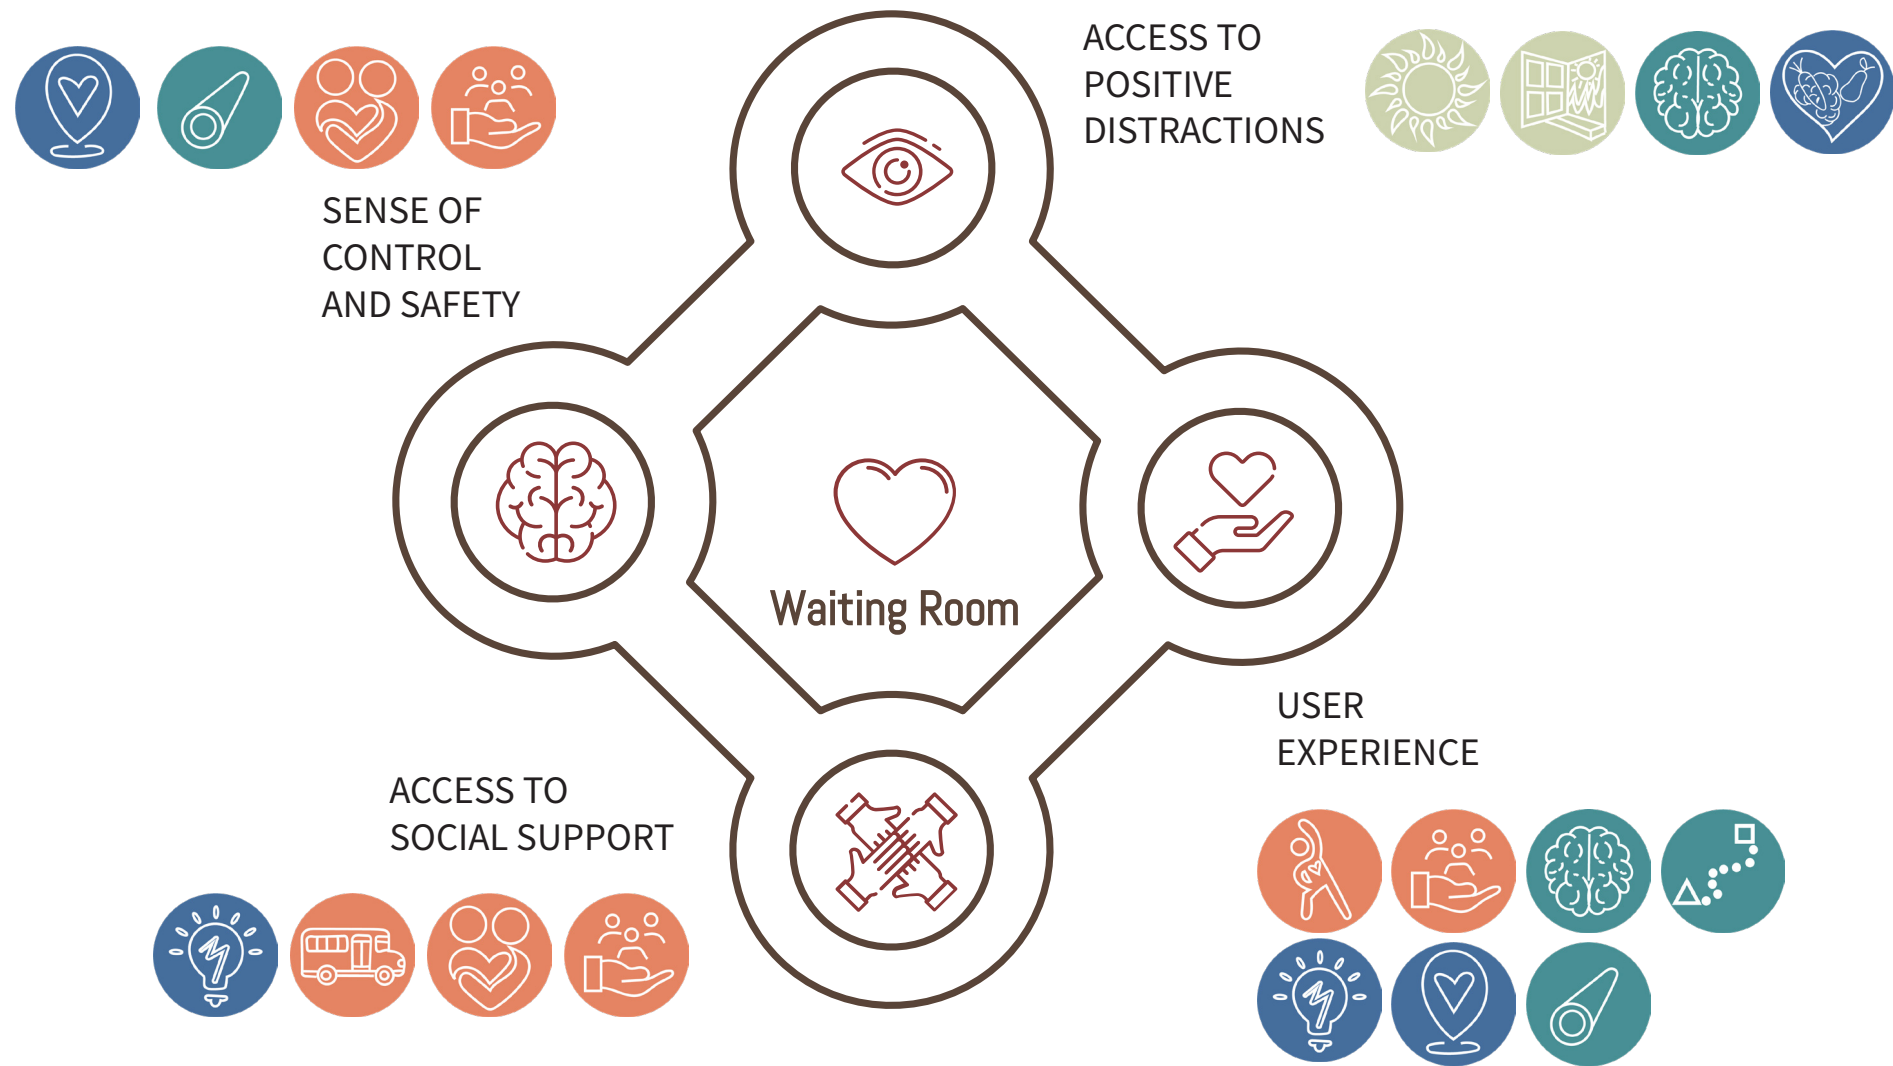 ACCESS TO
POSITIVE
DISTRACTIONS
SENSE OF
CONTROL
AND SAFETY
Waiting Room
USER
EXPERIENCE
ACCESS TO
SOCIAL SUPPORT